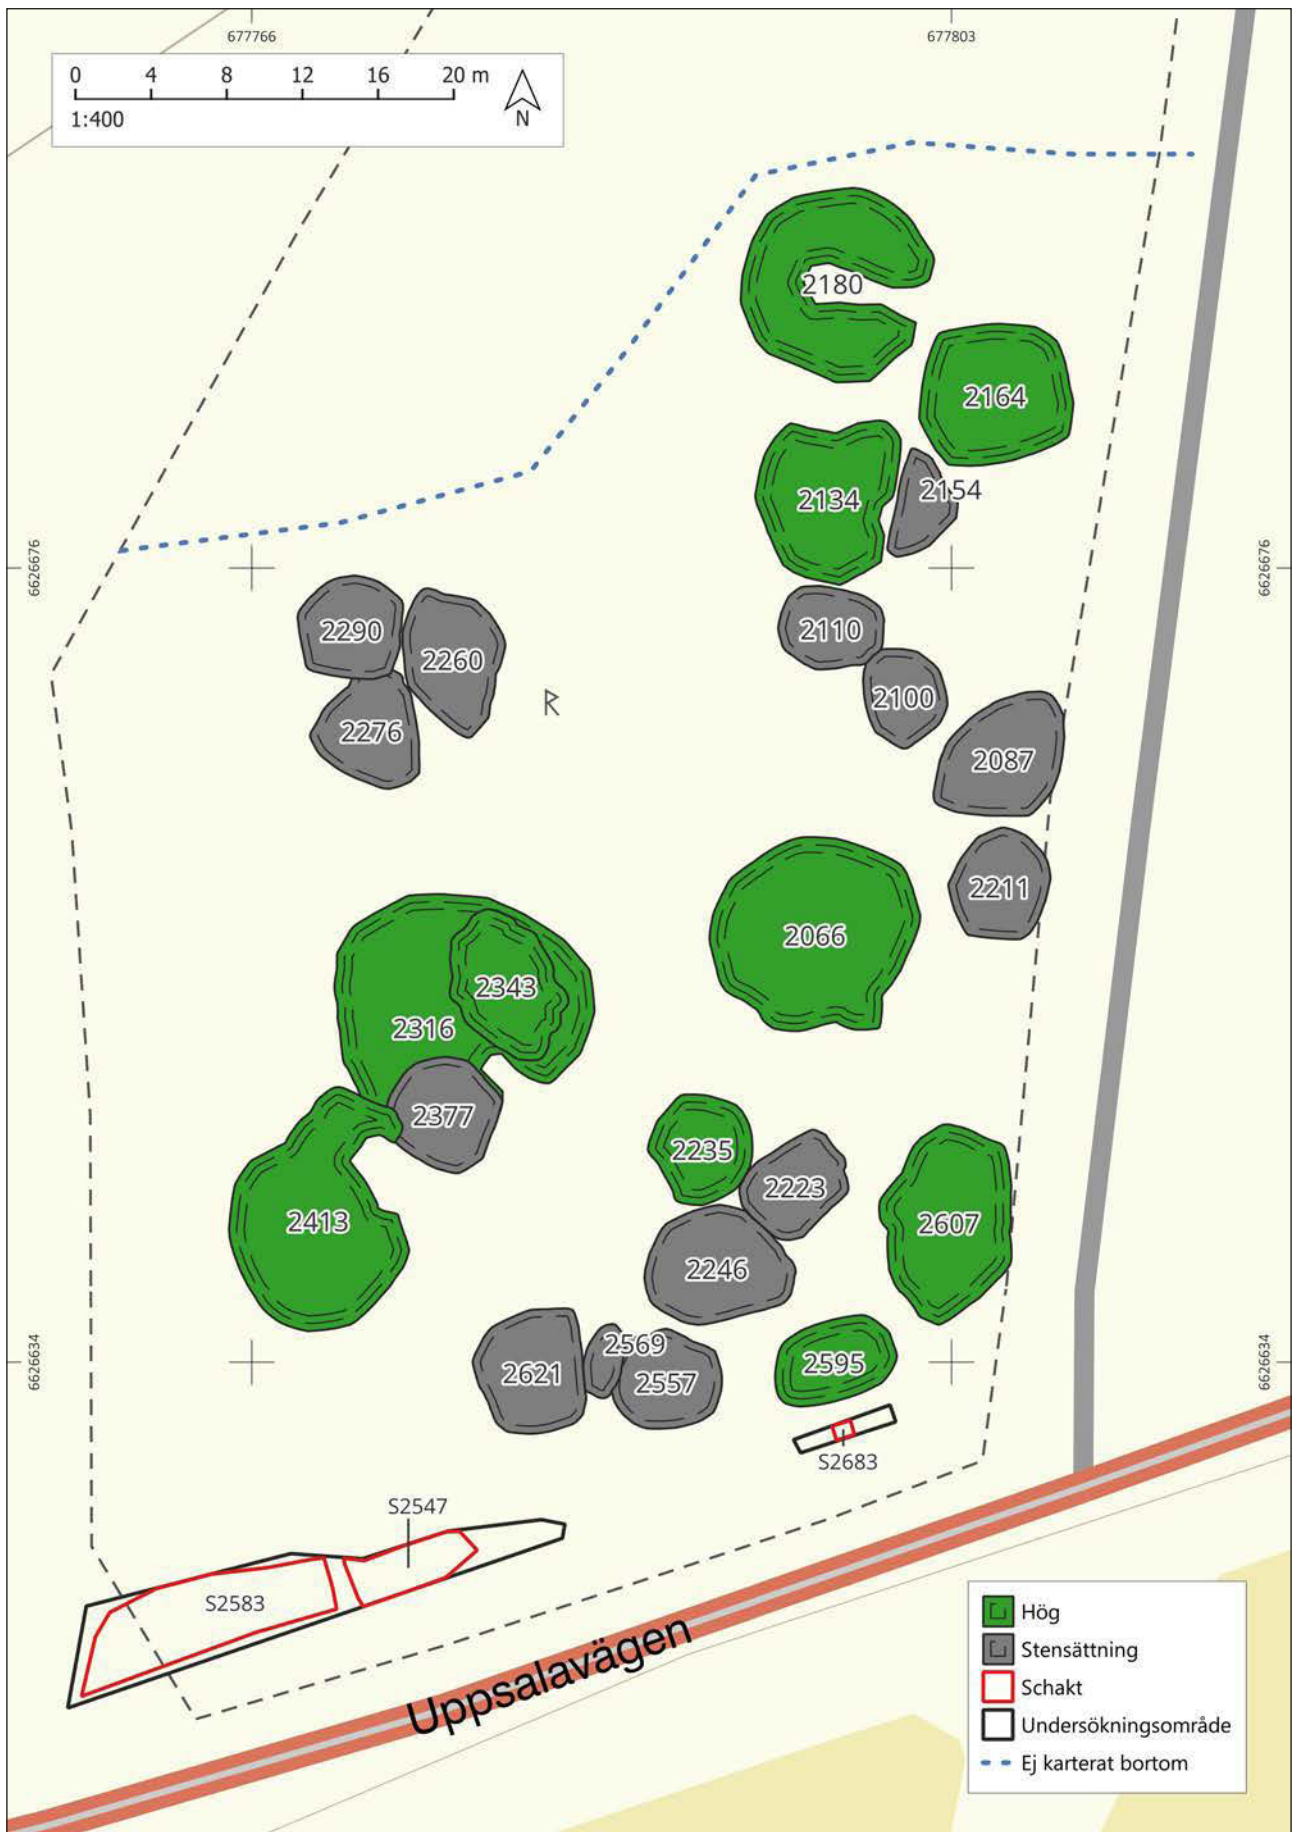 677766
677803
0 4 8 12 16 20 m
1:400
N
2180
2164
2134
2154
6626676
6626676
2290
2260
2110
2276
2100
2087
2211
2066
2343
2316
2377
2235
2223
2413
2607
2246
6626634
6626634
2569
2621
2557
2595
S2683
S2547
S2583
Uppsalavägen
Hög
Stensättning
Schakt
Undersökningsområde
Ej karterat bortom